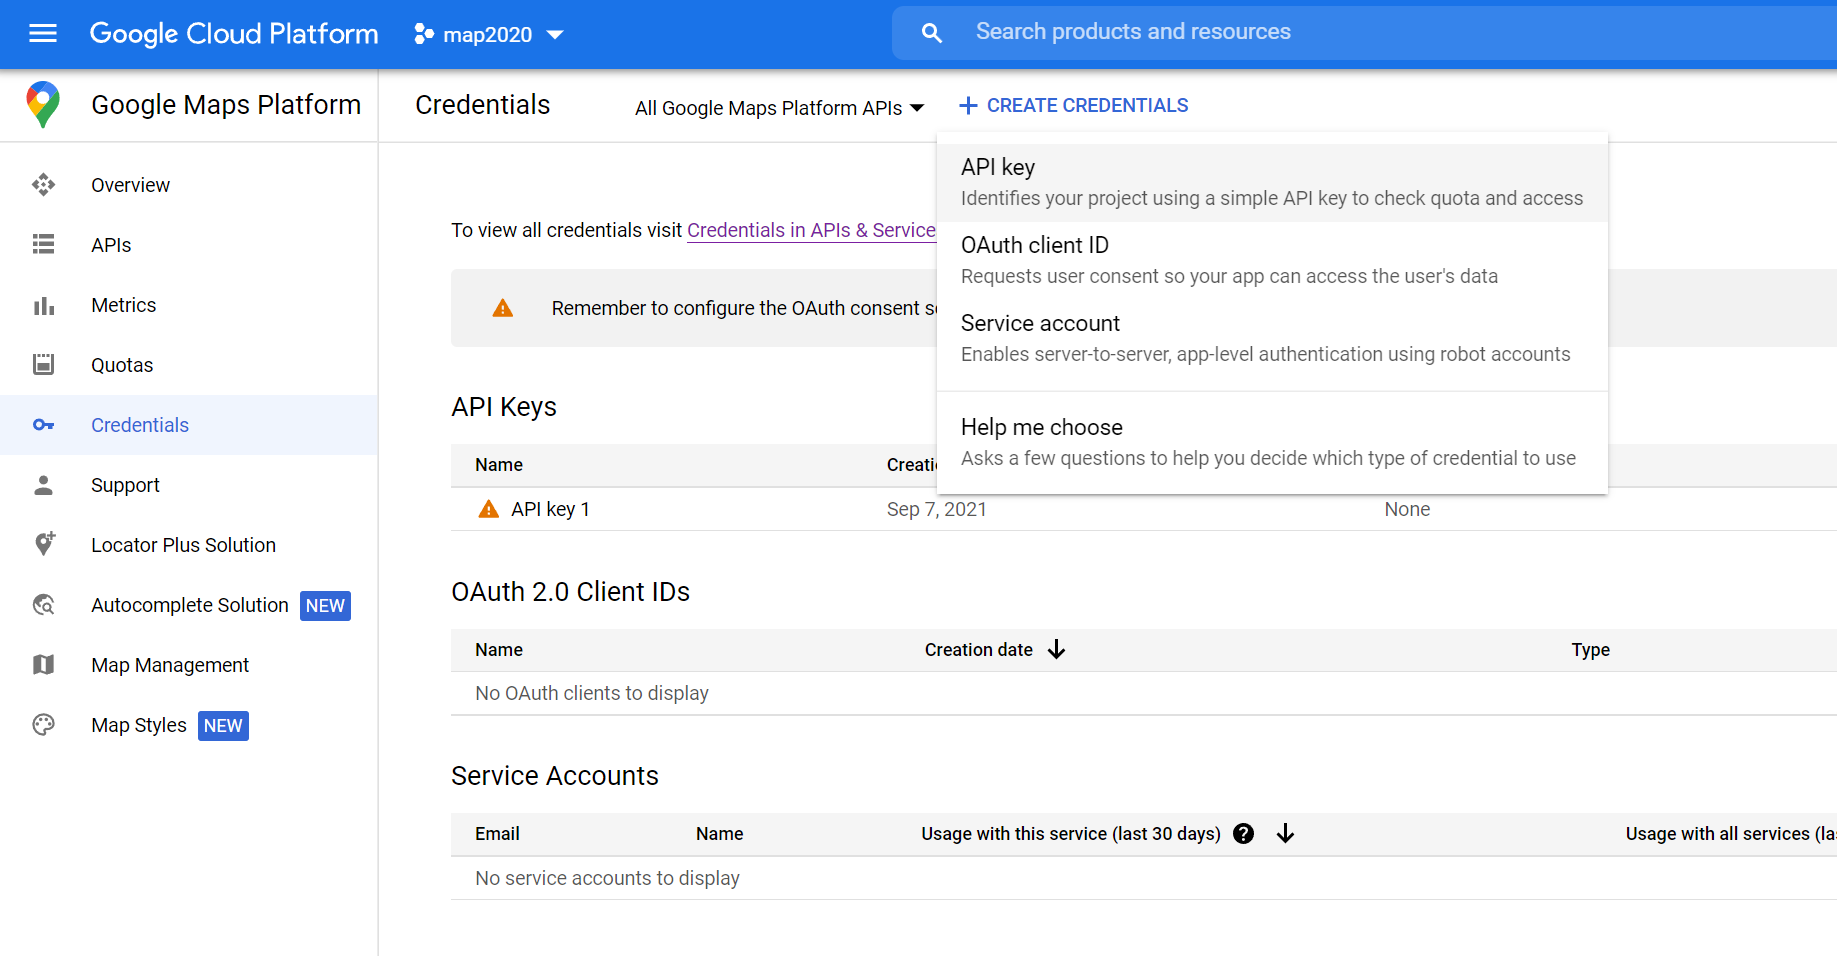 Google Cloud Platform
map2020
Search products and resources
Google Maps Platform
Credentials
All Google Maps Platform APIs
CREATE CREDENTIALS
Overview
APIs
Metrics
Quotas
Credentials
Support
Locator Plus Solution
Autocomplete Solution NEW
Map Management
Map Styles NEW
API key
Identifies your project using a simple API key to check quota and access
OAuth client ID
Requests user consent so your app can access the user's data
Service account
Enables server-to-server, app-level authentication using robot accounts
Help me choose
Asks a few questions to help you decide which type of credential to use
To view all credentials visit Credentials in APIs & Service
Remember to configure the OAuth consent
API Keys
Name
API key 1 Sep 7, 2021 None
OAuth 2.0 Client IDs
Name Creation date Type
No OAuth clients to display
Service Accounts
Email Name Usage with this service (last 30 days) ? Usage with all services
No service accounts to display